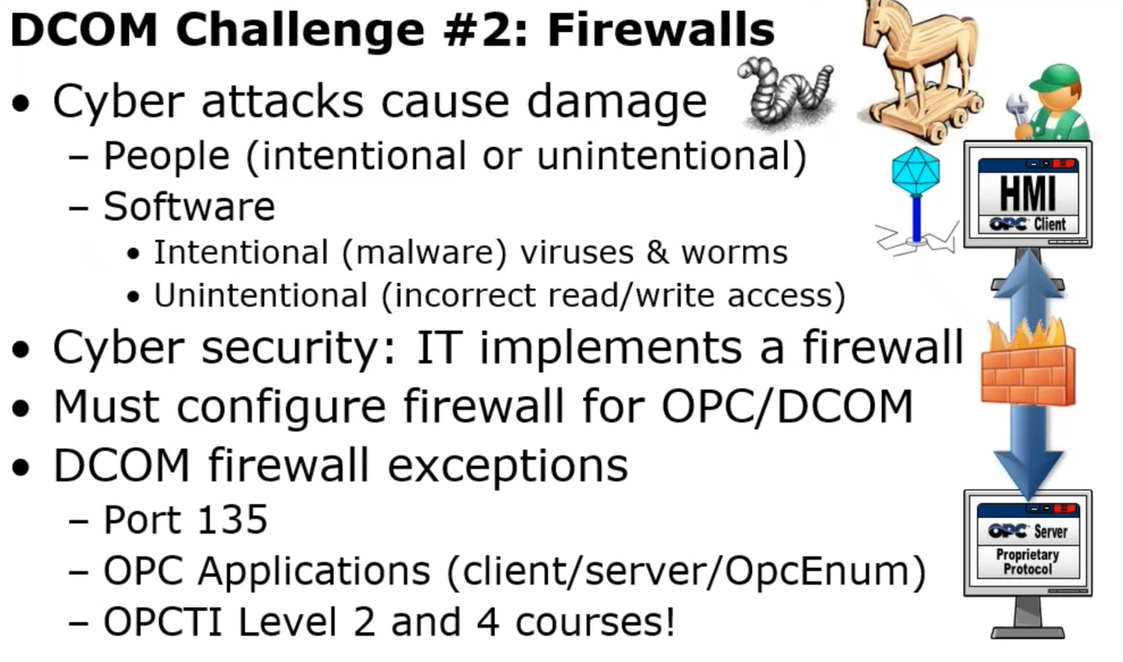 DCOM Challenge #2: Firewalls
• Cyber attacks cause damage
– People (intentional or unintentional)
– Software
• Intentional (malware) viruses & worms
• Unintentional (incorrect read/write access)
• Cyber security: IT implements a firewall
• Must configure firewall for OPC/DCOM
• DCOM firewall exceptions
– Port 135
– OPC Applications (client/server/OpcEnum)
– OPCTI Level 2 and 4 courses!
HMI
OPC Client
OPC Server
Proprietary
Protocol